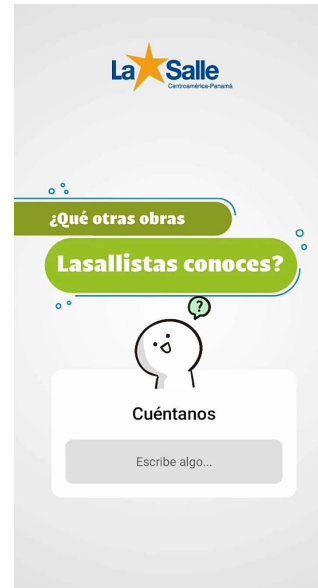 La Salle
Centroamérica-Panamá
¿Qué otras obras
Lasallistas conoces?
?
Cuéntanos
Escribe algo...